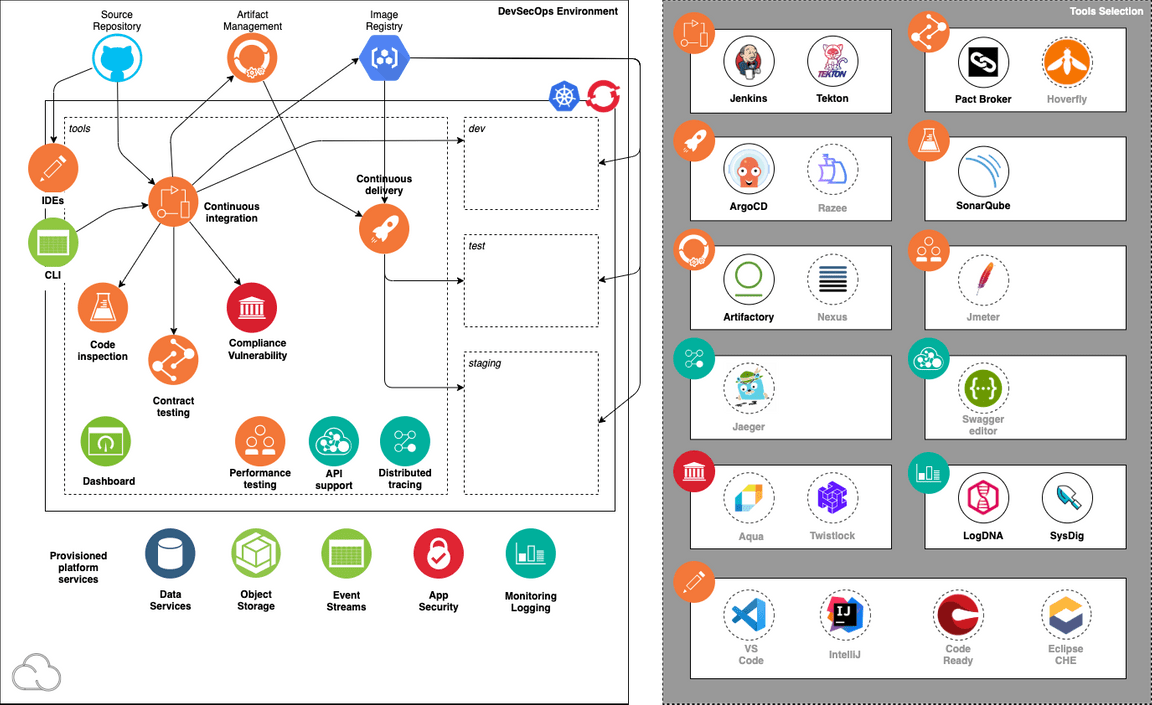 DevSecOps Environment
Source
Repository
Artifact
Management
Image
Registry
tools
dev
IDEs
Continuous
integration
Continuous
delivery
CLI
test
Code
inspection
Compliance
Vulnerability
staging
Contract
testing
Dashboard
Performance
testing
API
support
Distributed
tracing
Provisioned
platform
services
Data
Services
Object
Storage
Event
Streams
App
Security
Monitoring
Logging
Tools Selection
Jenkins
TEKTON
Tekton
Pact Broker
Hoverfly
ArgoCD
Razee
SonarQube
Artifactory
Nexus
Jmeter
Jaeger
{···}
Swagger
editor
Aqua
Twistlock
LogDNA
SysDig
VS
Code
IJ
IntelliJ
Code
Ready
Eclipse
CHE